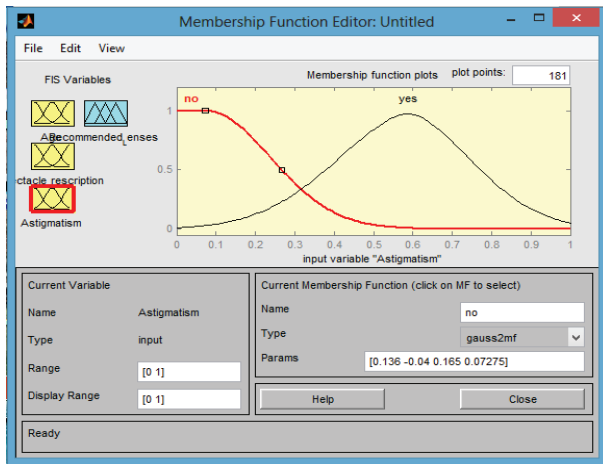 Membership Function Editor: Untitled
File Edit View
FIS Variables
Membership function plots plot points: 181
no yes
1
0.5
0
Recommended_Lenses
ctacle rescription
Astigmatism
0 0.1 0.2 0.3 0.4 0.5 0.6 0.7 0.8 0.9 1
input variable "Astigmatism"
Current Variable
Name Astigmatism
Type input
Range [0 1]
Display Range [0 1]
Current Membership Function (click on MF to select)
Name no
Type gauss2mf
Params [0.136 -0.04 0.165 0.07275]
Help Close
Ready